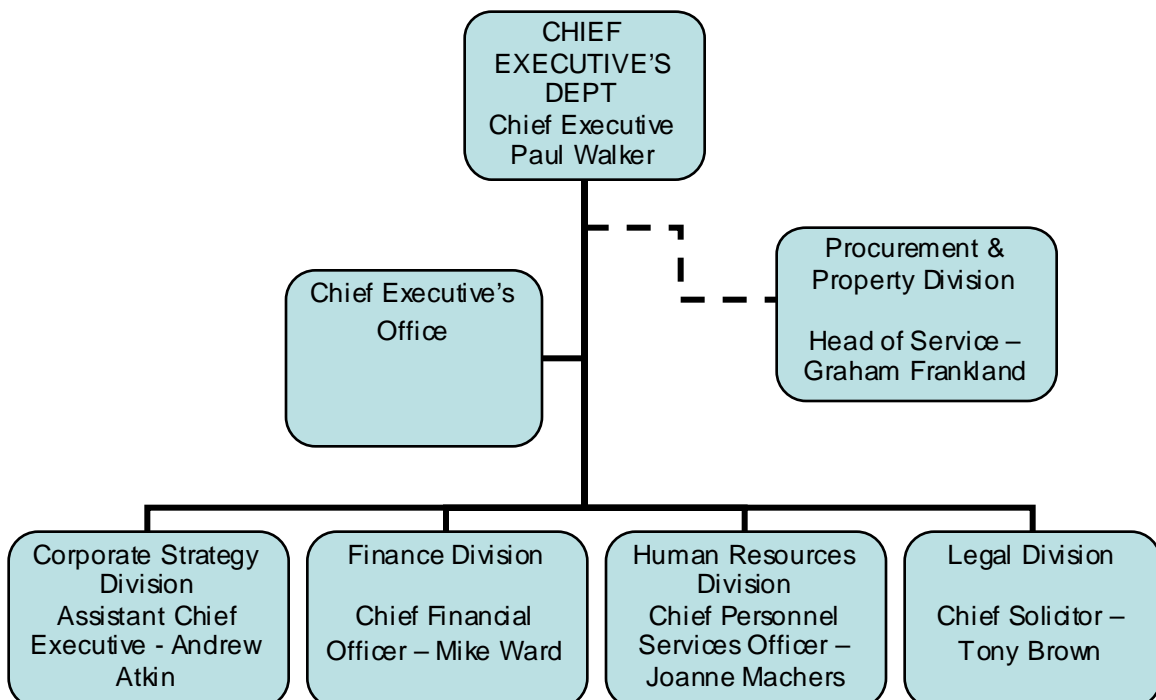 CHIEF
EXECUTIVE’S
DEPT
Chief Executive
Paul Walker
Procurement &
Property Division
Head of Service –
Graham Frankland
Chief Executive’s
Office
Corporate Strategy
Division
Assistant Chief
Executive - Andrew
Atkin
Finance Division
Chief Financial
Officer – Mike Ward
Human Resources
Division
Chief Personnel
Services Officer –
Joanne Machers
Legal Division
Chief Solicitor –
Tony Brown